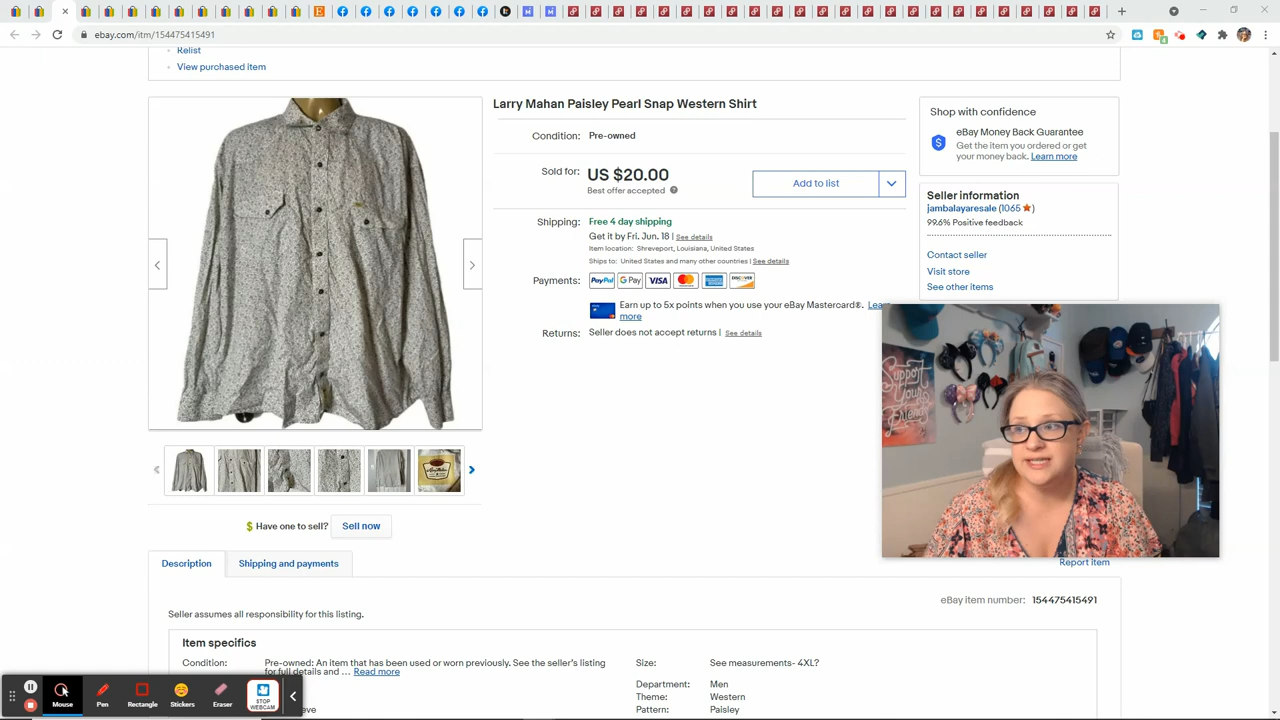 ebay.com/itm/154475415491
Relist
View purchased item
Larry Mahan Paisley Pearl Snap Western Shirt
Condition: Pre-owned
Sold for: US $20.00
Best offer accepted
Add to list
Shipping: Free 4 day shipping
Get it by Fri. Jun. 18 | See details
Item location: Shreveport, Louisiana, United States
Ships to: United States and many other countries | See details
Payments: PayPal G Pay VISA
Earn up to 5x points when you use your eBay Mastercard®. Learn
more
Returns: Seller does not accept returns | See details
Shop with confidence
eBay Money Back Guarantee
Get the item you ordered or get
your money back. Learn more
Seller information
jambalayaresale (1065 )
99.6% Positive feedback
Contact seller
Visit store
See other items
Support
Your
Friends
$ Have one to sell? Sell now
Description
Shipping and payments
Report item
eBay item number: 154475415491
Seller assumes all responsibility for this listing.
Item specifics
Condition: Pre-owned: An item that has been used or worn previously. See the seller's listing
for full details and ... Read more
Size: See measurements- 4XL?
Department: Men
Theme: Western
Pattern: Paisley
Mouse
Pen
Rectangle
Stickers
Eraser
STOP
WEBCAM